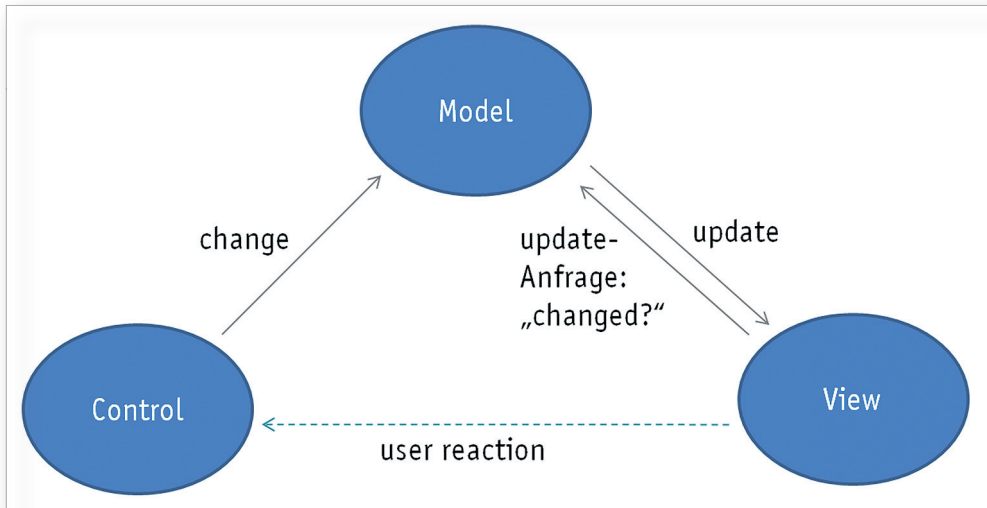 Model
change
update-
Anfrage:
„changed?“
update
Control
View
user reaction